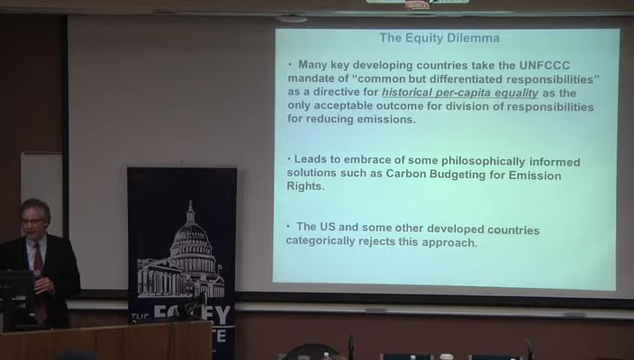 The Equity Dilemma
• Many key developing countries take the UNFCCC
mandate of "common but differentiated responsibilities"
as a directive for historical per-capita equality as the
only acceptable outcome for division of responsibilities
for reducing emissions.
• Leads to embrace of some philosophically informed
solutions such as Carbon Budgeting for Emission
Rights.
• The US and some other developed countries
categorically rejects this approach.
THE